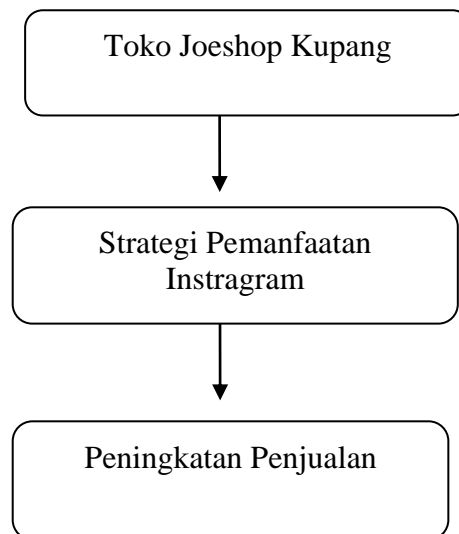 Toko Joeshop Kupang
Strategi Pemanfaatan
Instragram
Peningkatan Penjualan